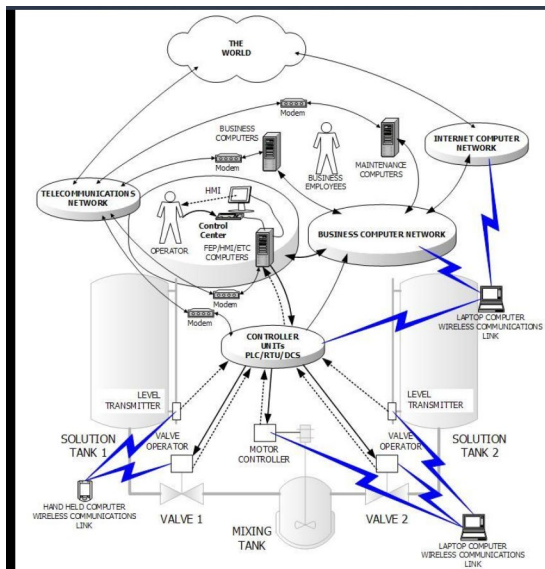 THE
WORLD
Modem
BUSINESS
COMPUTERS
INTERNET COMPUTER
NETWORK
Modem
BUSINESS
EMPLOYEES
MAINTENANCE
COMPUTERS
TELECOMMUNICATIONS
NETWORK
HMI
Control
Center
OPERATOR
FEP/HMI/ETC
COMPUTERS
BUSINESS COMPUTER NETWORK
Modem
Modem
LAPTOP COMPUTER
WIRELESS COMMUNICATIONS
LINK
CONTROLLER
UNITs
PLC/RTU/DCS
LEVEL
TRANSMITTER
LEVEL
TRANSMITTER
SOLUTION
TANK 1
VALVE
OPERATOR
MOTOR
CONTROLLER
VALVE
OPERATOR
SOLUTION
TANK 2
HAND HELD COMPUTER
WIRELESS COMMUNICATIONS
LINK
VALVE 1
MIXING
TANK
VALVE 2
LAPTOP COMPUTER
WIRELESS COMMUNICATIONS
LINK